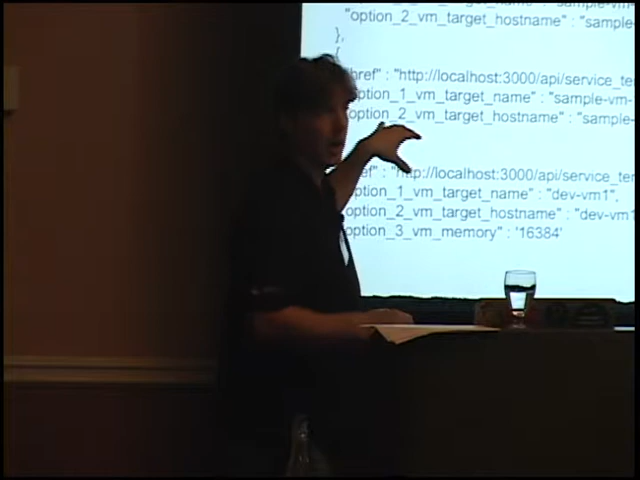 "option_2_vm_target_hostname" : "sample-
},
{
href" : "http://localhost:3000/api/service_te
option_1_vm_target_name" : "sample-vm-
option_2_vm_target_hostname" : "sample-
ef" : "http://localhost:3000/api/service_te
option_1_vm_target_name" : "dev-vm1",
option_2_vm_target_hostname" : "dev-vm1
option_3_vm_memory" : '16384'